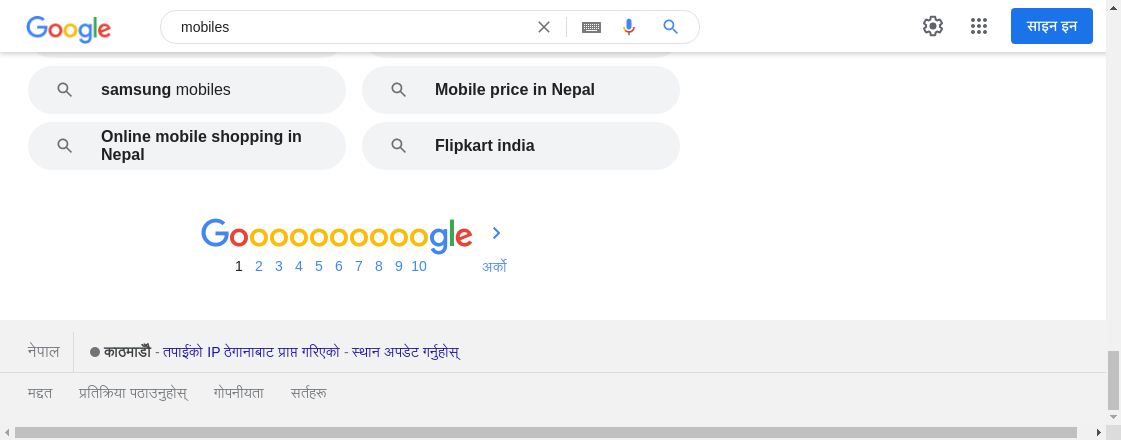 Google
mobiles
साइन इन
samsung mobiles
Mobile price in Nepal
Online mobile shopping in
Nepal
Flipkart india
Goooooooooogle
1 2 3 4 5 6 7 8 9 10 अर्को
नेपाल
काठमाडौँ - तपाईंको IP ठेगानाबाट प्राप्त गरिएको - स्थान अपडेट गर्नुहोस्
मद्दत प्रतिक्रिया पठाउनुहोस् गोपनीयता सर्तहरू